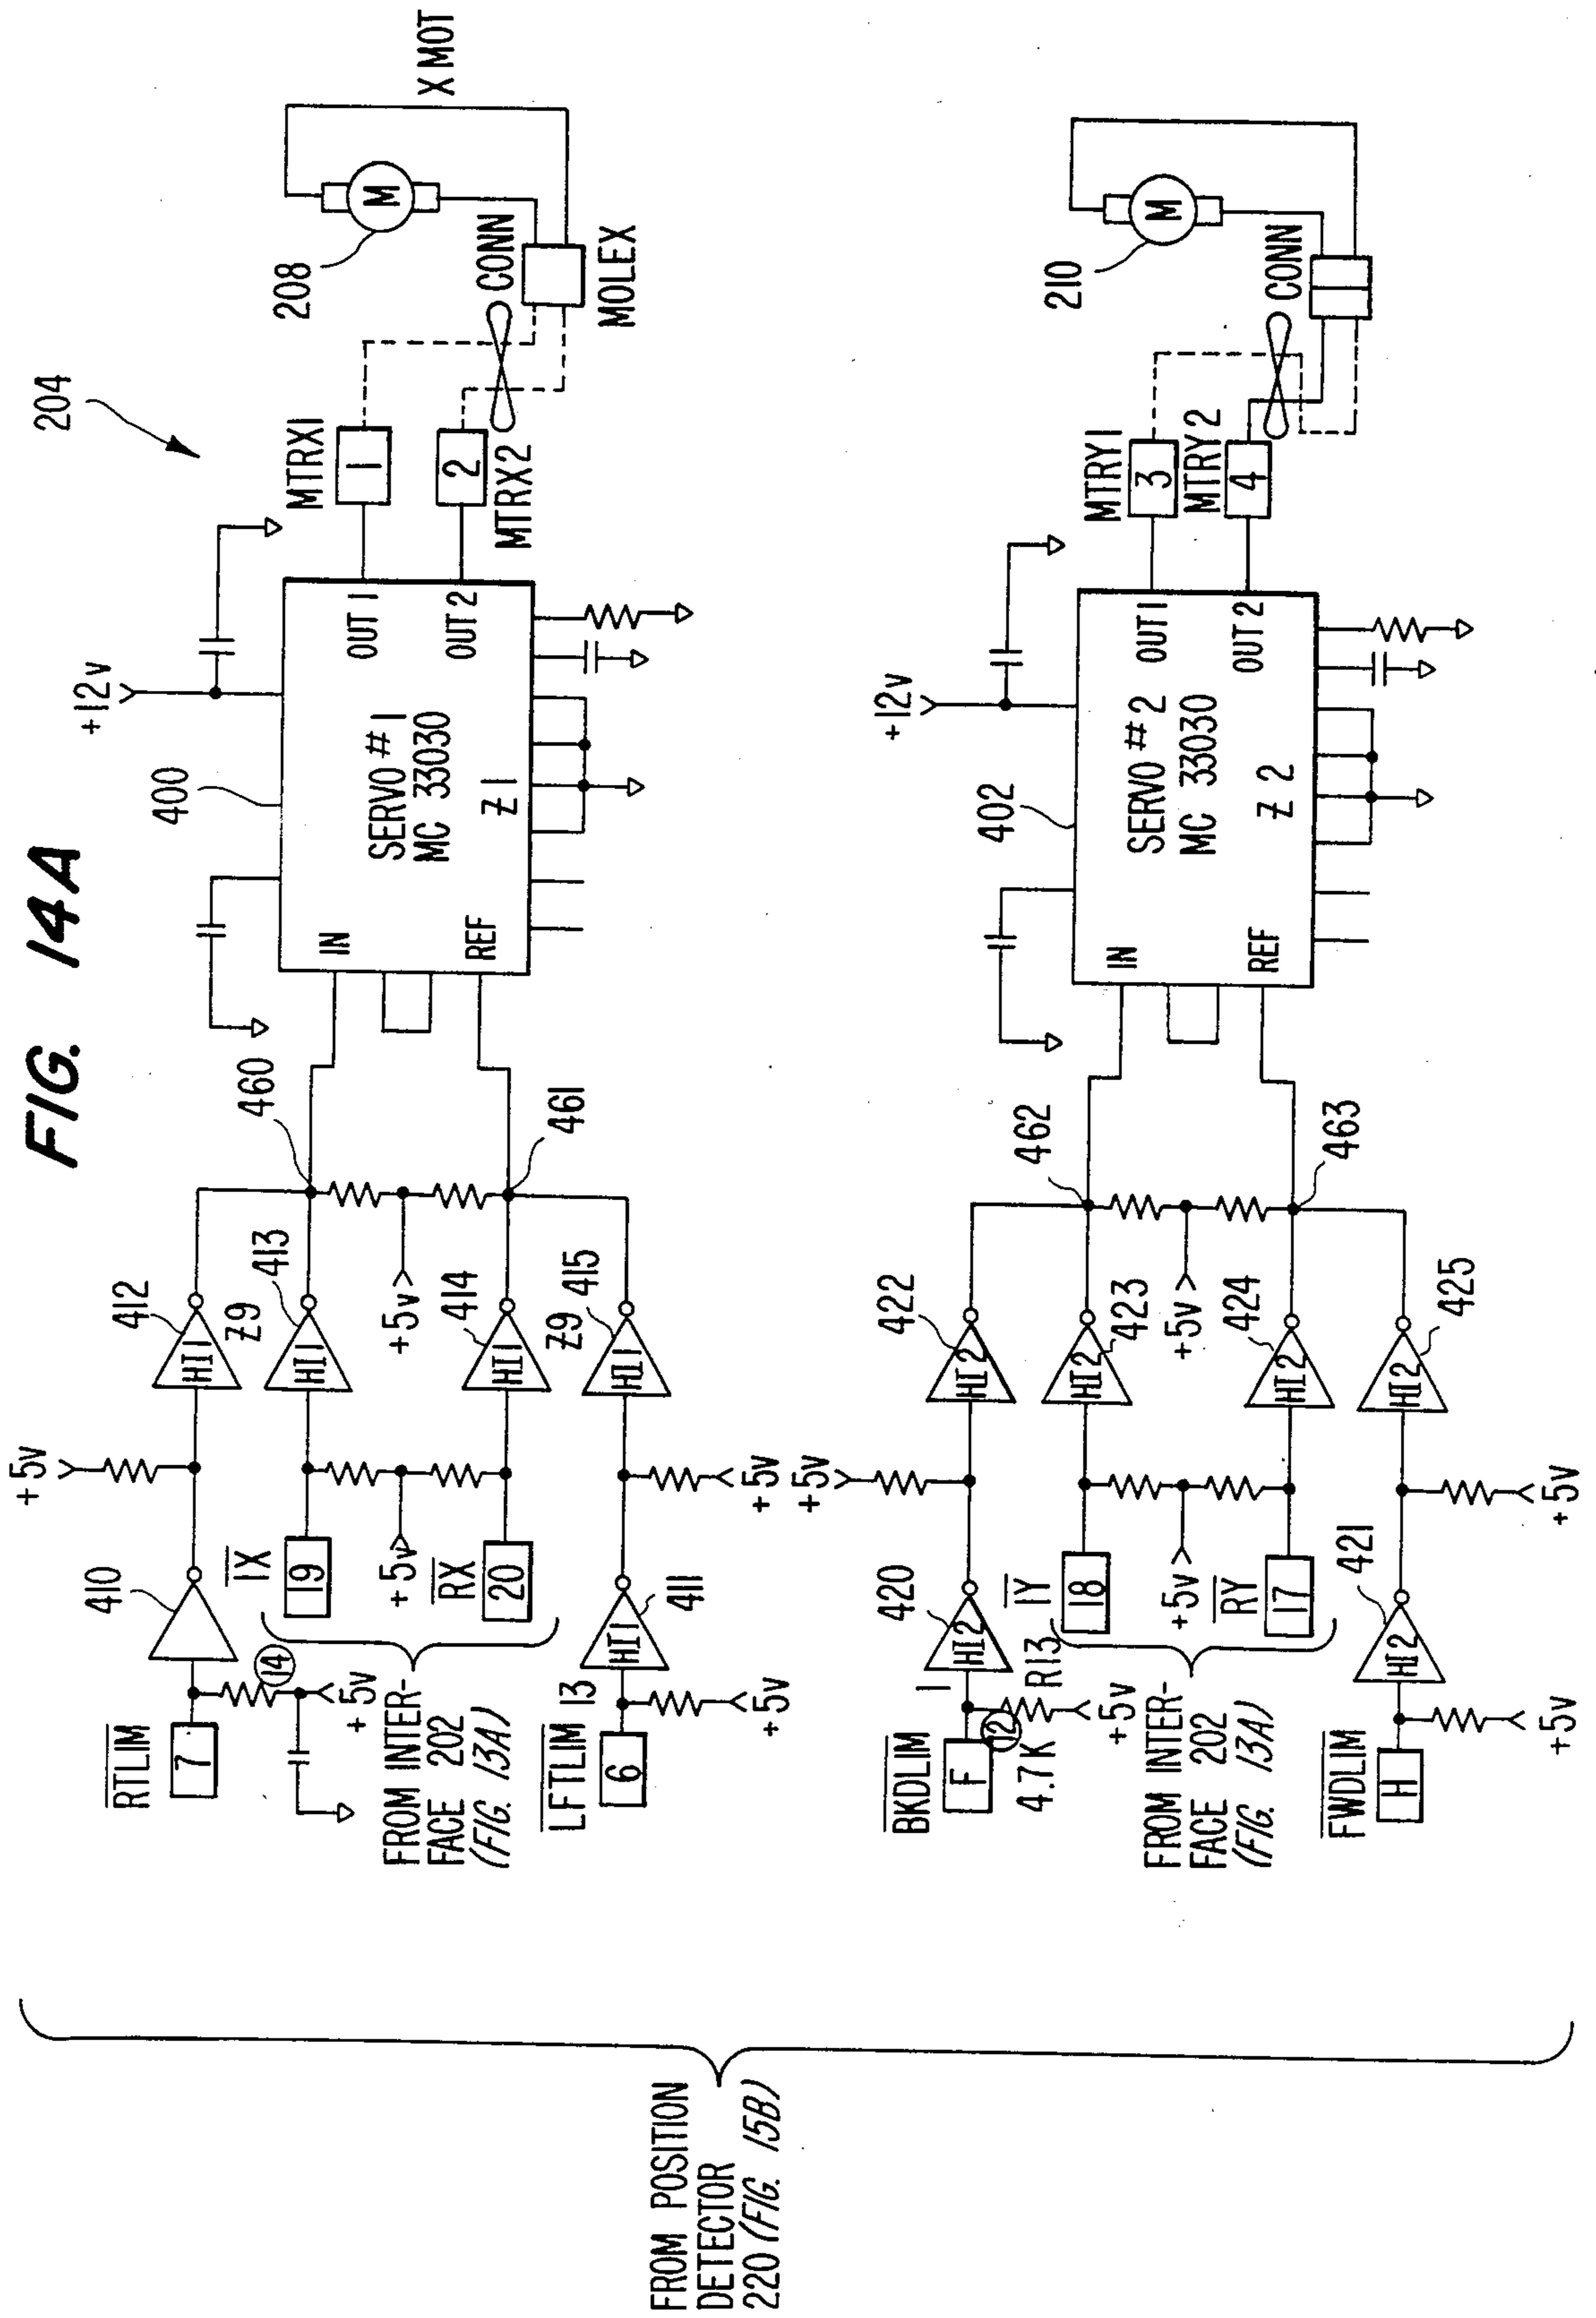 FIG. 14A
204
+12v
400
SERVO #1
MC 33030
Z1
IN
REF
OUT 1
OUT 2
MTRX1
1
2
MTRX2
CONN
MOLEX
208
M
X MOT
RTLIM
7
14
+5v
410
+5v
412
HI1
Z9
IX
19
413
HI1
460
+5v
+5v
RX
20
414
HI1
461
LFTLIM
6
13
+5v
HI1
411
+5v
Z9
415
HI1
FROM INTER-
FACE 202
(FIG. 13A)
+12v
402
SERVO #2
MC 33030
Z 2
IN
REF
OUT 1
OUT 2
MTRY1
3
MTRY2
4
CONN
210
M
BKDLIM
F
1
12
4.7K
R13
+5v
420
HI2
+5v
422
HI2
IY
18
423
HI2
462
+5v
+5v
RY
17
424
HI2
463
FWDLIM
H
+5v
421
HI2
+5v
425
HI2
FROM INTER-
FACE 202
(FIG. 13A)
FROM POSITION
DETECTOR
220 (FIG. 15B)